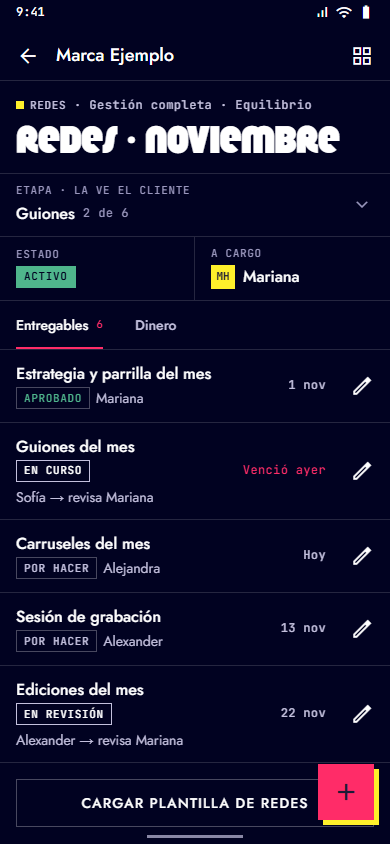 9:41
Marca Ejemplo
REDES · Gestión completa · Equilibrio
Redes · noviembre
ETAPA · LA VE EL CLIENTE
Guiones 2 de 6
ESTADO
ACTIVO
A CARGO
MH Mariana
Entregables 6 Dinero
Estrategia y parrilla del mes
APROBADO Mariana
1 nov
Guiones del mes
EN CURSO
Venció ayer
Sofía → revisa Mariana
Carruseles del mes
POR HACER Alejandra
Hoy
Sesión de grabación
POR HACER Alexander
13 nov
Ediciones del mes
EN REVISIÓN
22 nov
Alexander → revisa Mariana
CARGAR PLANTILLA DE REDES
+